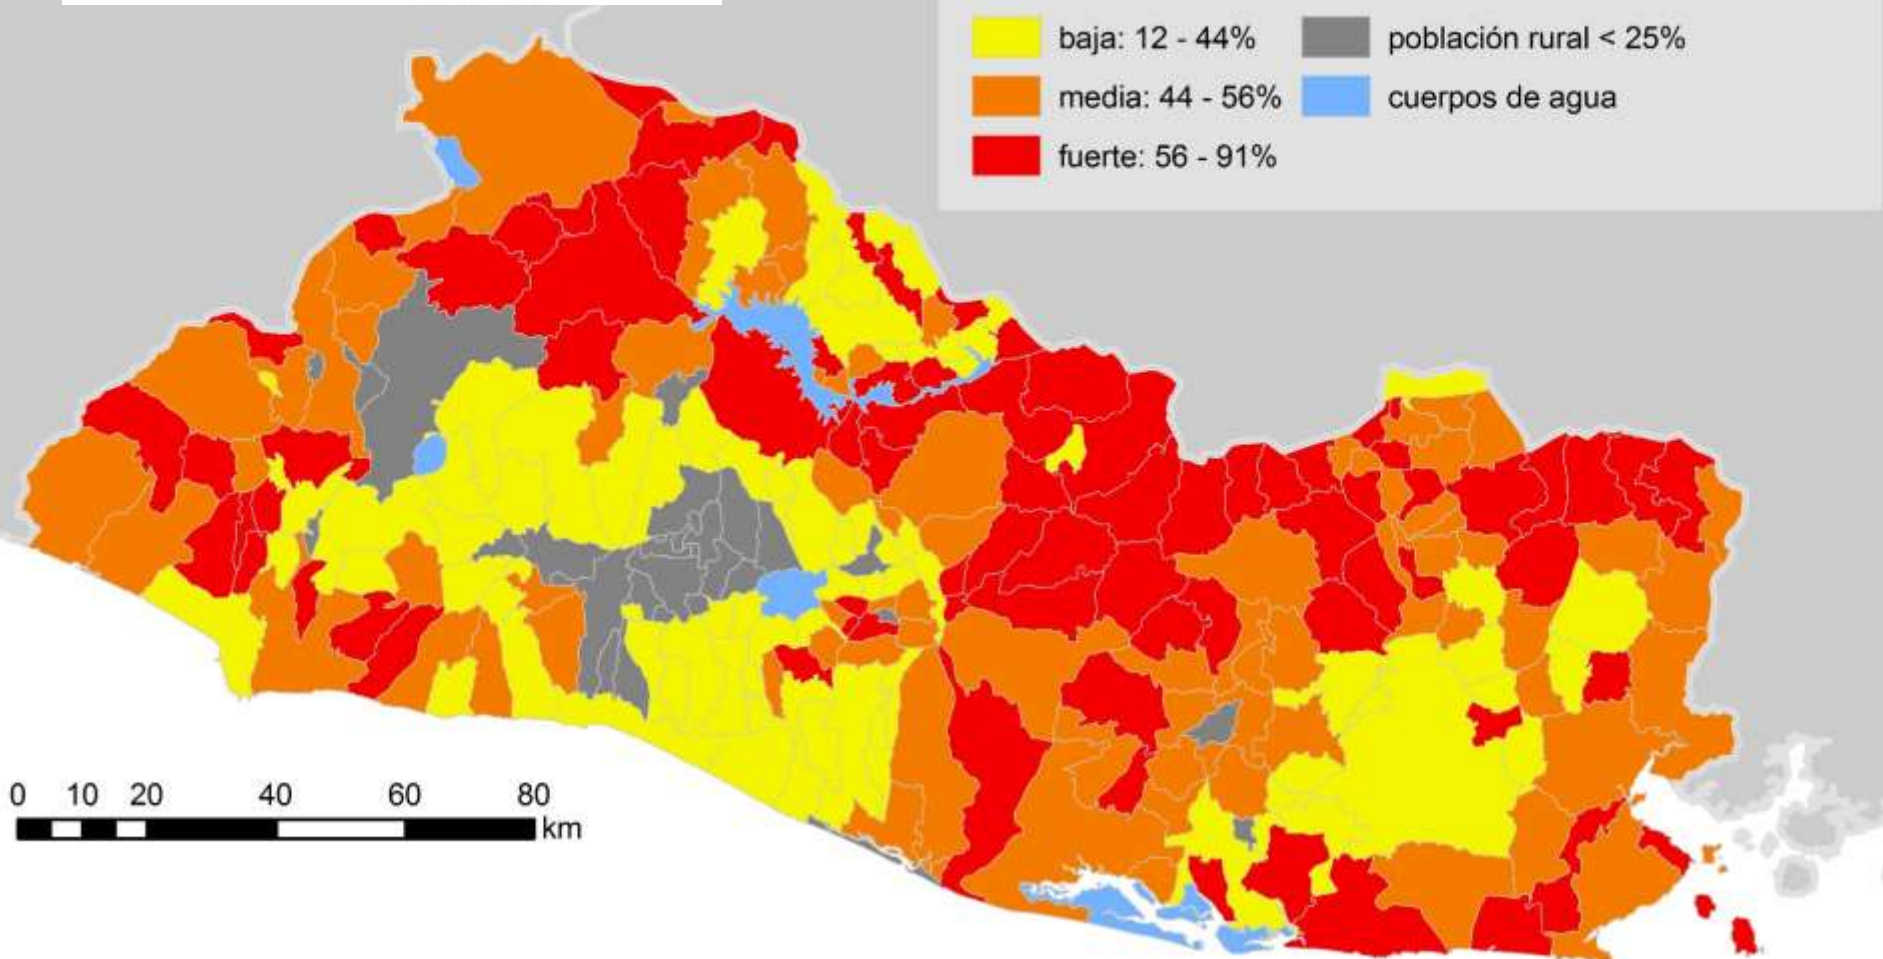 baja: 12 - 44%
población rural < 25%
media: 44 - 56%
cuerpos de agua
fuerte: 56 - 91%
0 10 20 40 60 80
km